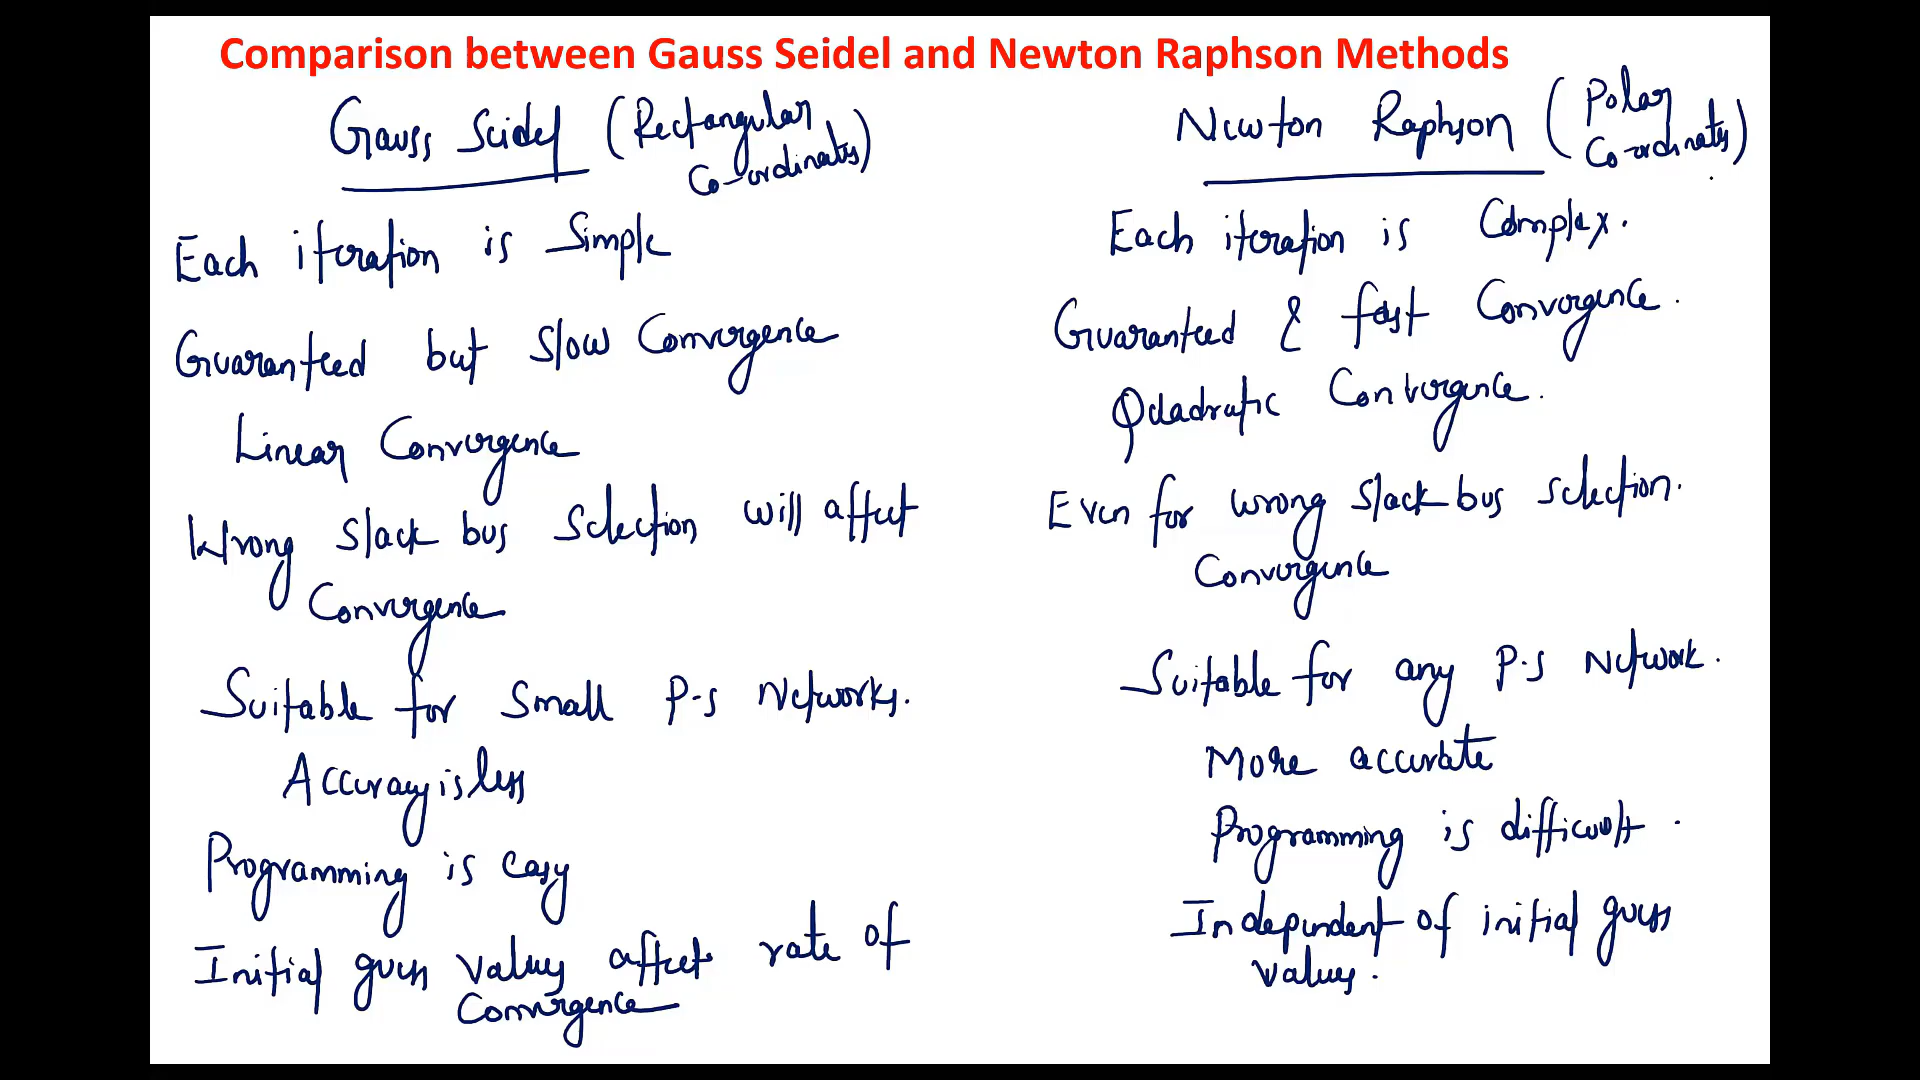 Comparison between Gauss Seidel and Newton Raphson Methods
Gauss Seidel (Rectangular
Co-ordinates)
Each iteration is Simple
Guaranteed but Slow Convergence
Linear Convergence
Wrong Slack bus Selection will affect
Convergence
Suitable for Small P-S Networks.
Accuracy is less
Programming is easy
Initial guess values affects rate of
Convergence
Newton Raphson (Polar
Co-ordinates)
Each iteration is Complex.
Guaranteed & fast Convergence.
Quadratic Convergence.
Even for wrong Slack bus selection.
Convergence
Suitable for any P.S Network.
More accurate
Programming is difficult.
Independent of initial guess
values.